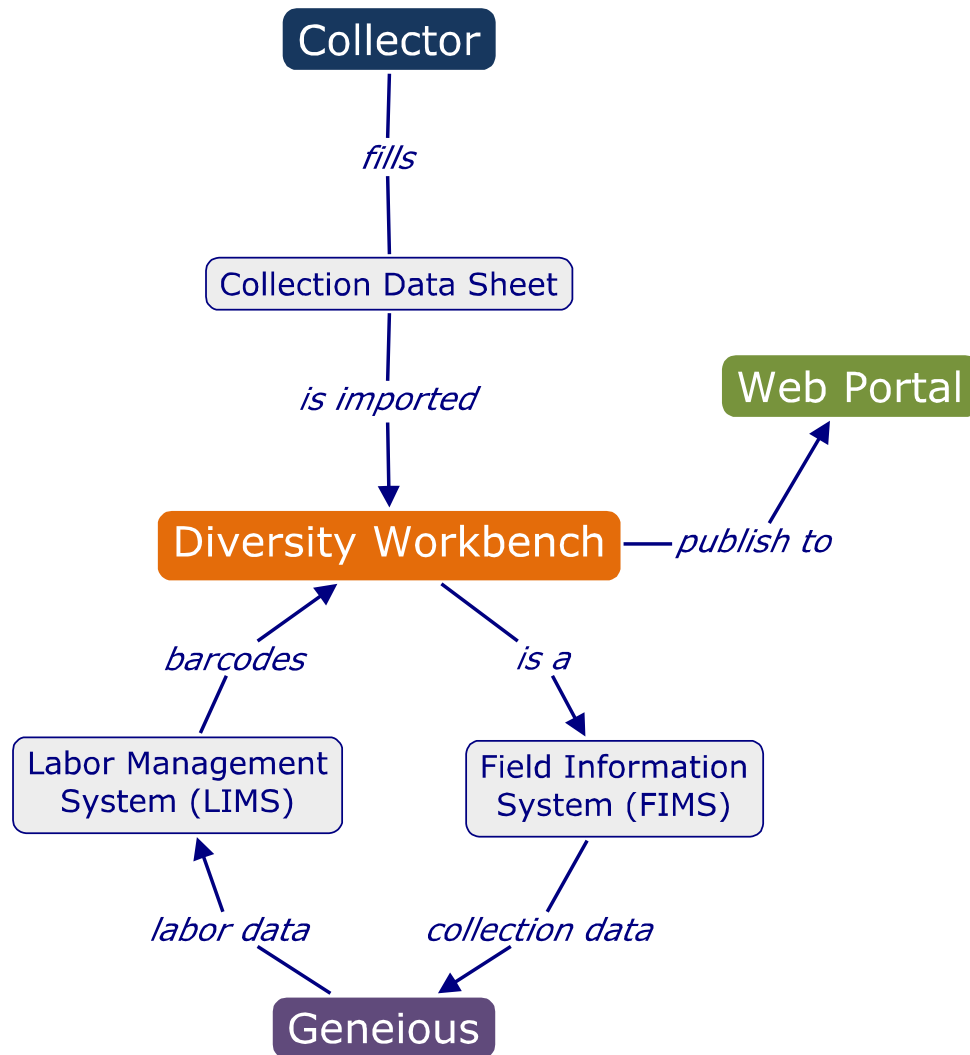 Collector
fills
Collection Data Sheet
is imported
Web Portal
Diversity Workbench
publish to
barcodes
is a
Labor Management
System (LIMS)
Field Information
System (FIMS)
labor data
collection data
Geneious